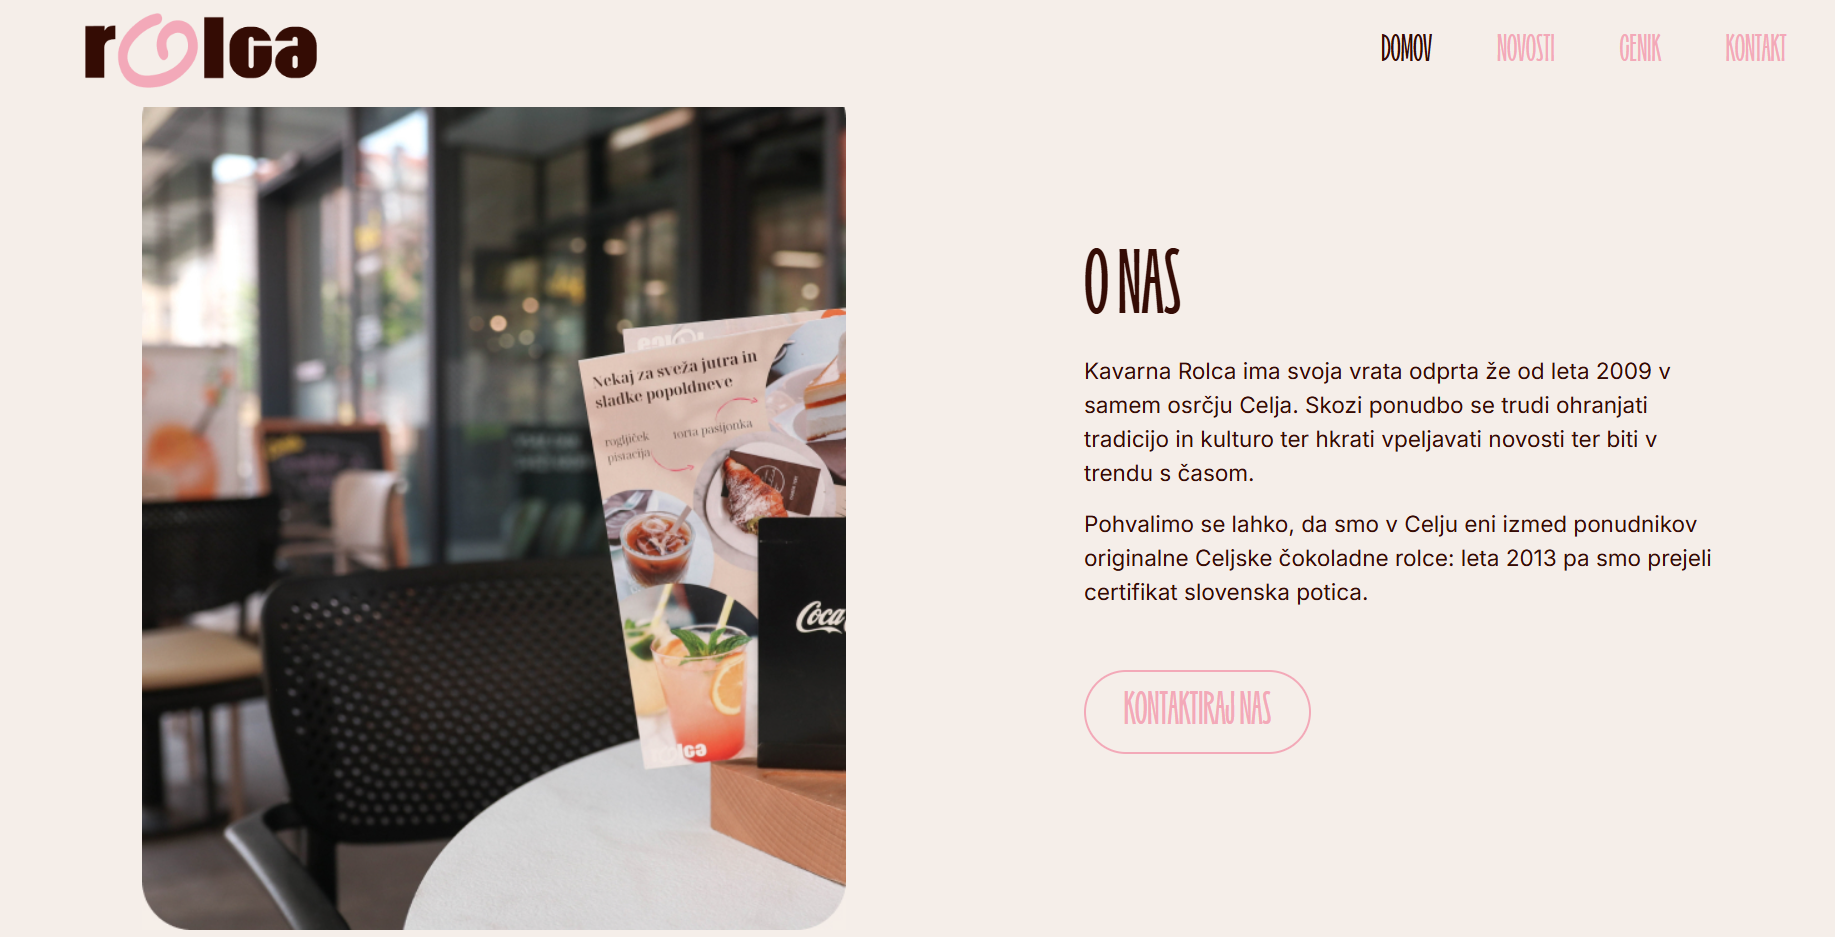 rolca
DOMOV
NOVOSTI
CENIK
KONTAKT
Nekaj za sveža jutra in
sladke popoldneve
rogljiček
pistacija
torta pasijonka
Coca
rolca
O NAS
Kavarna Rolca ima svoja vrata odprta že od leta 2009 v
samem osrčju Celja. Skozi ponudbo se trudi ohranjati
tradicijo in kulturo ter hkrati vpeljavati novosti ter biti v
trendu s časom.
Pohvalimo se lahko, da smo v Celju eni izmed ponudnikov
originalne Celjske čokoladne rolce: leta 2013 pa smo prejeli
certifikat slovenska potica.
KONTAKTIRAJ NAS